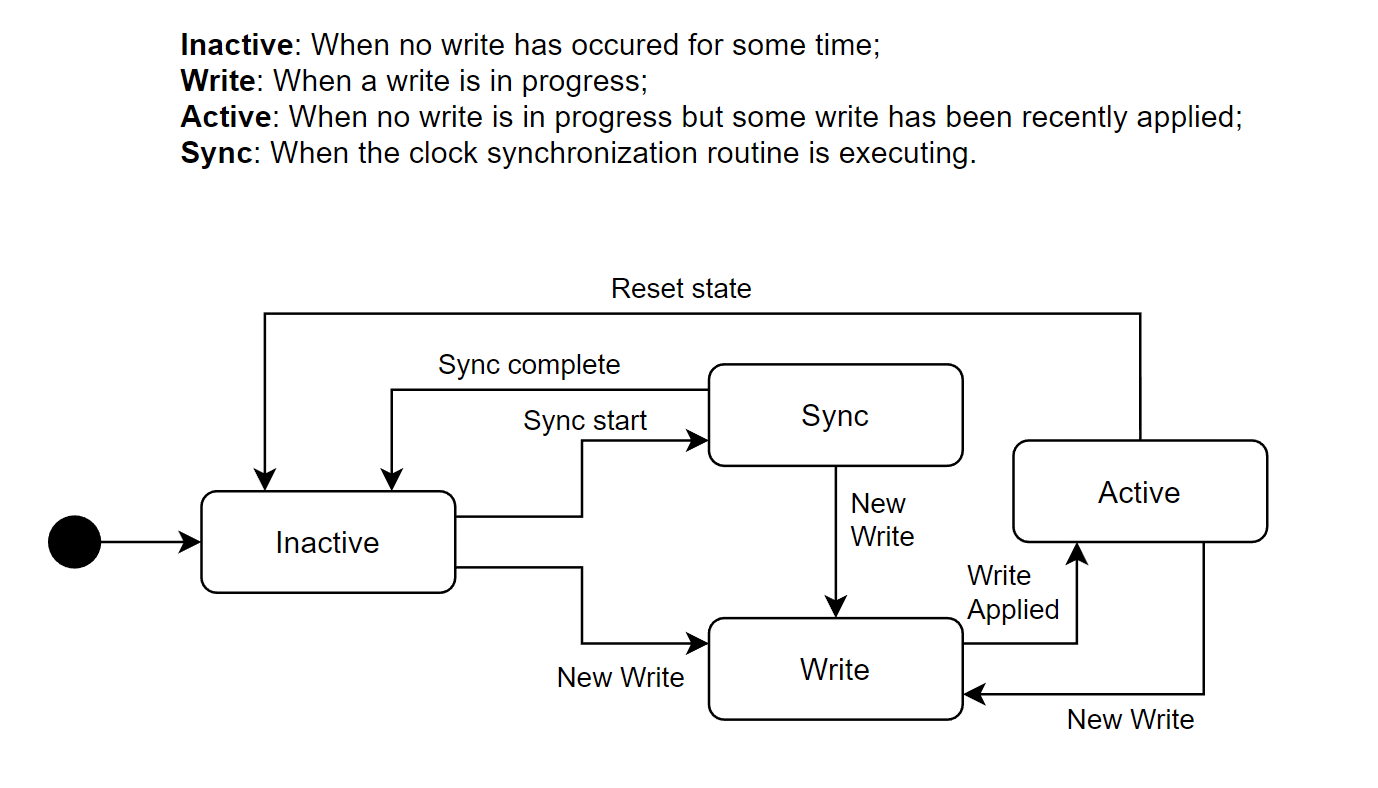 Inactive: When no write has occured for some time;
Write: When a write is in progress;
Active: When no write is in progress but some write has been recently applied;
Sync: When the clock synchronization routine is executing.
Reset state
Sync complete
Sync start
Sync
Active
Inactive
New
Write
Write
Applied
Write
New Write
New Write